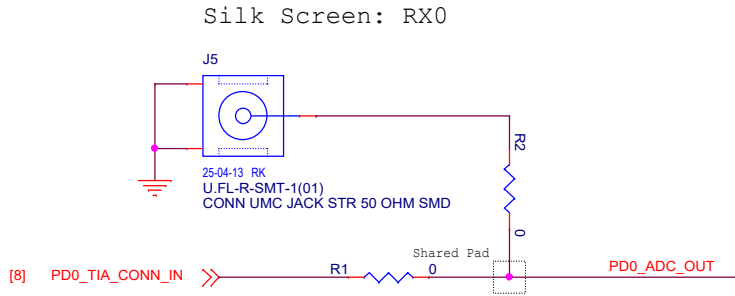 Silk Screen: RX0
J5
25-04-13 RK
U.FL-R-SMT-1(01)
CONN UMC JACK STR 50 OHM SMD
R2
0
Shared Pad
[8] PD0_TIA_CONN_IN
R1
0
PD0_ADC_OUT